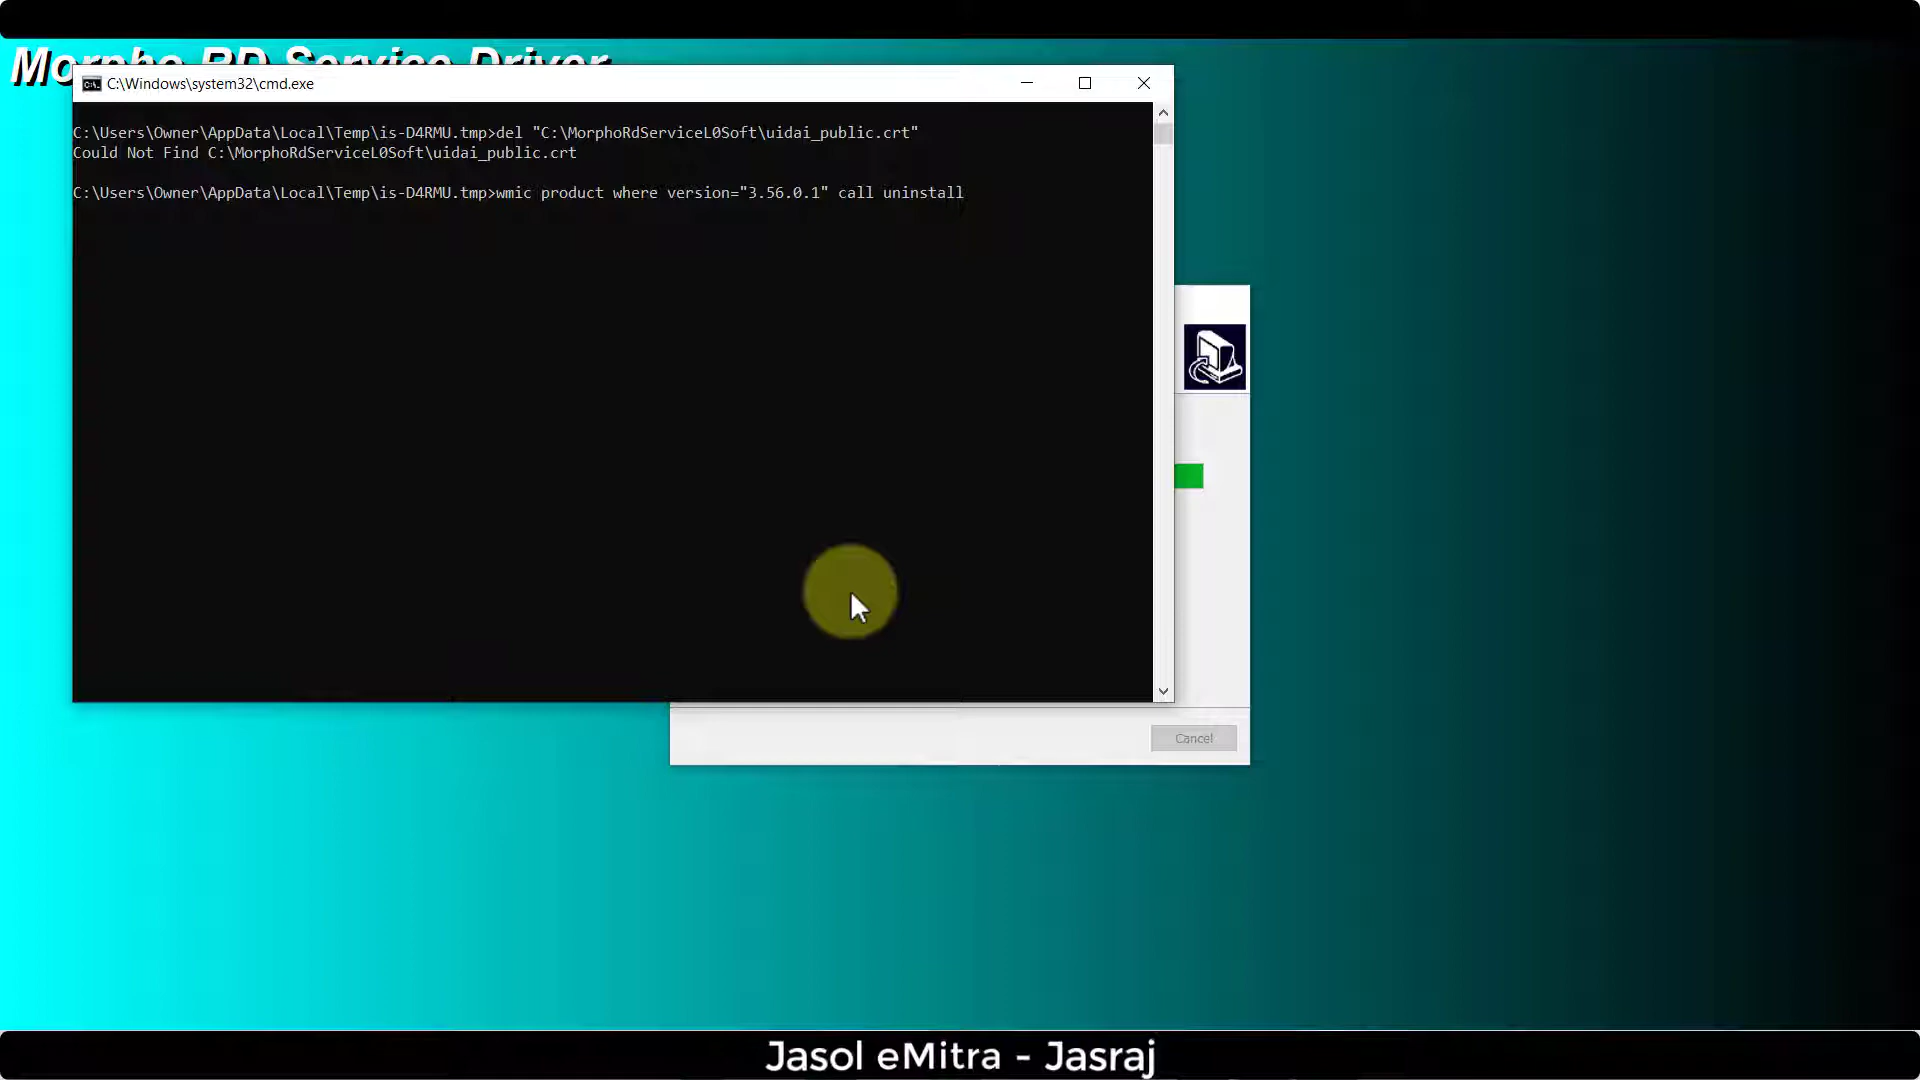 Morpho RD Service Driver
C:\Windows\system32\cmd.exe
C:\Users\Owner\AppData\Local\Temp\is-D4RMU.tmp>del "C:\MorphoRdServiceL0Soft\uidai_public.crt"
Could Not Find C:\MorphoRdServiceL0Soft\uidai_public.crt
C:\Users\Owner\AppData\Local\Temp\is-D4RMU.tmp>wmic product where version="3.56.0.1" call uninstall
Cancel
Jasol eMitra - Jasraj